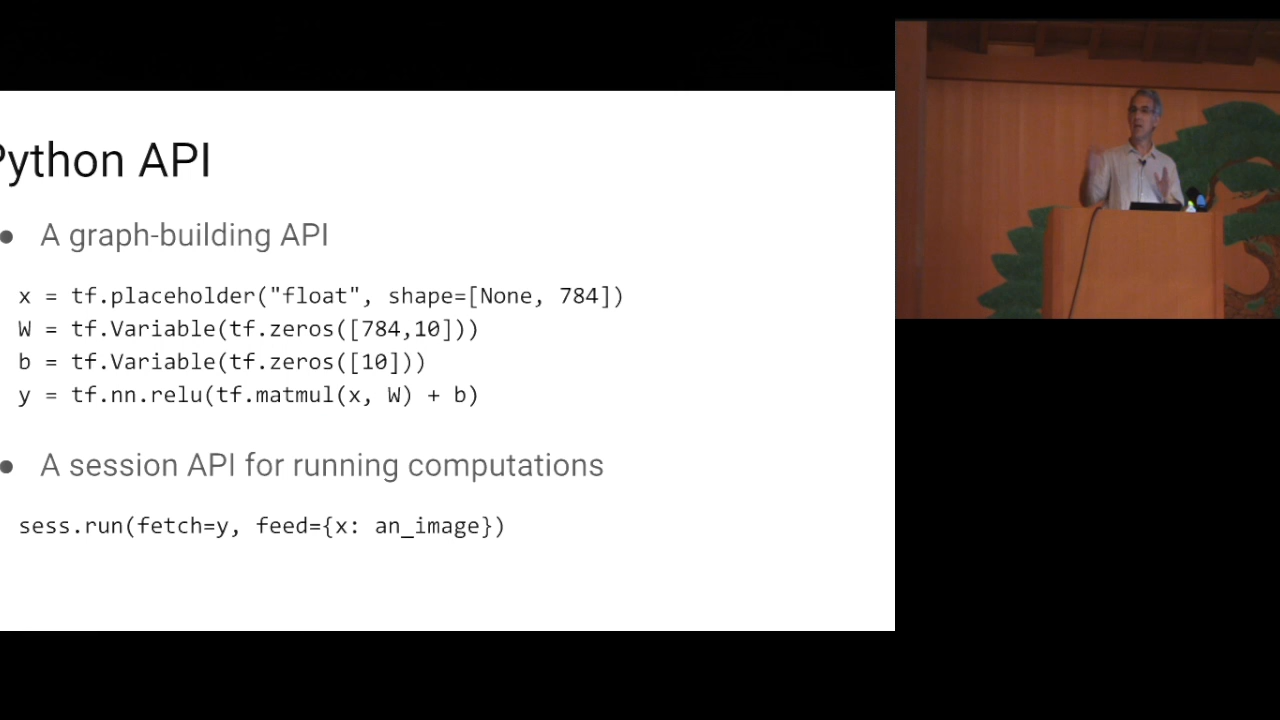 Python API
● A graph-building API
x = tf.placeholder("float", shape=[None, 784])
W = tf.Variable(tf.zeros([784,10]))
b = tf.Variable(tf.zeros([10]))
y = tf.nn.relu(tf.matmul(x, W) + b)
● A session API for running computations
sess.run(fetch=y, feed={x: an_image})